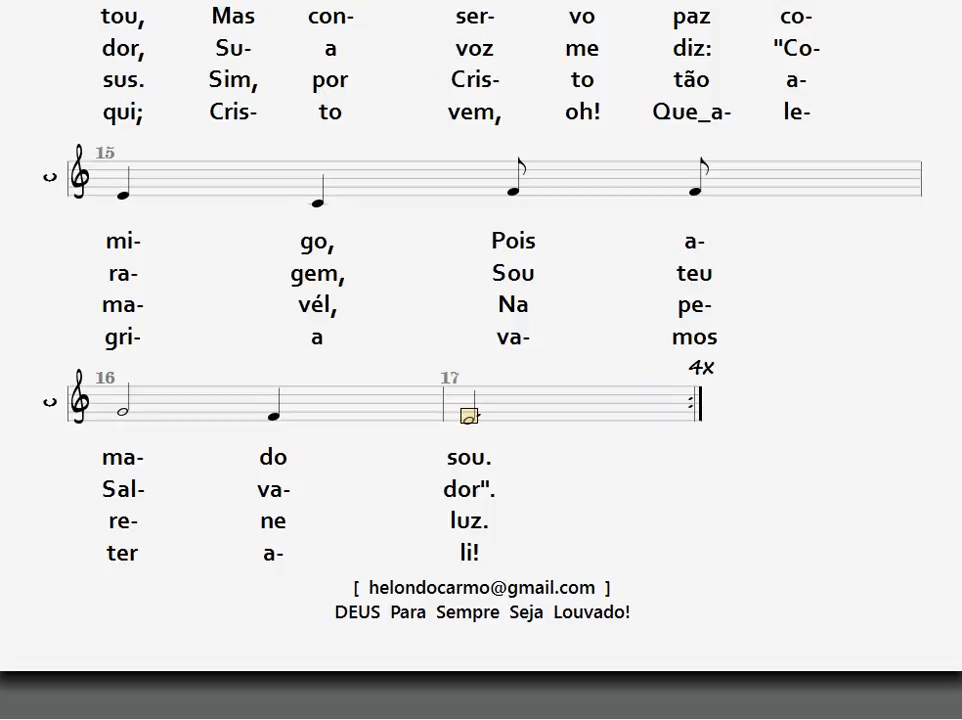 tou, Mas con- ser- vo paz co-
dor, Su- a voz me diz: "Co-
sus. Sim, por Cris- to tão a-
qui; Cris- to vem, oh! Que_a- le-
15
mi- go, Pois a-
ra- gem, Sou teu
ma- vél, Na pe-
gri- a va- mos
4x
16 17
ma- do sou.
Sal- va- dor".
re- ne luz.
ter a- li!
[ helondocarmo@gmail.com ]
DEUS Para Sempre Seja Louvado!